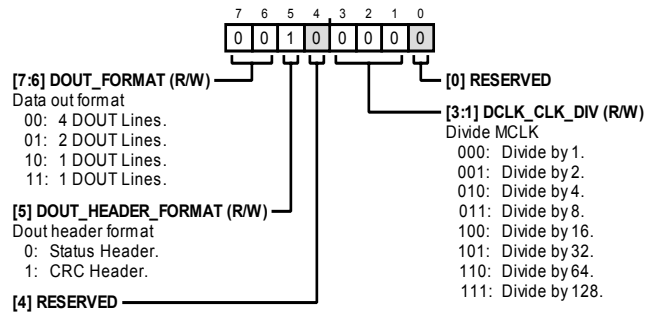 7 6 5 4 3 2 1 0
0 0 1 0 0 0 0 0
[7:6] DOUT_FORMAT (R/W)
Data out format
00: 4 DOUT Lines.
01: 2 DOUT Lines.
10: 1 DOUT Lines.
11: 1 DOUT Lines.
[5] DOUT_HEADER_FORMAT (R/W)
Dout header format
0: Status Header.
1: CRC Header.
[4] RESERVED
[0] RESERVED
[3:1] DCLK_CLK_DIV (R/W)
Divide MCLK
000: Divide by 1.
001: Divide by 2.
010: Divide by 4.
011: Divide by 8.
100: Divide by 16.
101: Divide by 32.
110: Divide by 64.
111: Divide by 128.